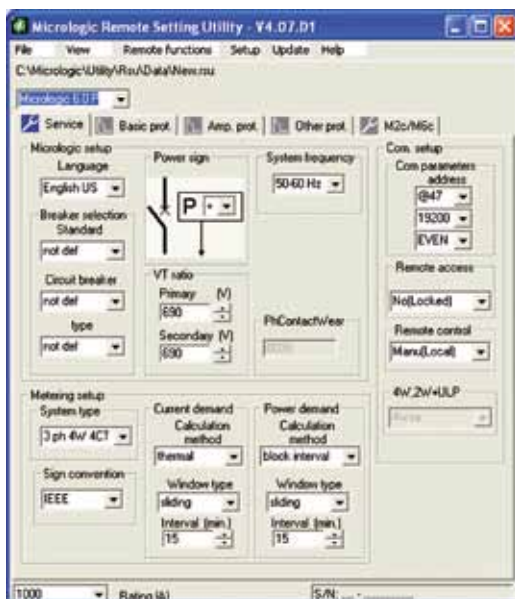 Micrologic Remote Setting Utility - V4.07.01
File View Remote functions Setup Update Help
C:\Micrologic\Utility\Rsu\Data\New.rsu
Micrologic 6.0 P
Service Basic prot. Amp. prot. Other prot. M2c/M6c
Micrologic setup
Language
English US
Breaker selection
Standard
not def
Circuit breaker
not def
type
not def
Power sign
P +
VT ratio
Primary (V)
690
Secondary (V)
690
System frequency
50-60 Hz
PhContactWear
Com. setup
Com parameters
address
@47
19200
EVEN
Remote access
No(Locked)
Remote control
Manu(Local)
4W,2W+ULP
Metering setup
System type
3 ph 4W 4CT
Sign convention
IEEE
Current demand
Calculation
method
thermal
Window type
sliding
Interval (min.)
15
Power demand
Calculation
method
block interval
Window type
sliding
Interval (min.)
15
1000 Rating (A) S/N: __ - ______